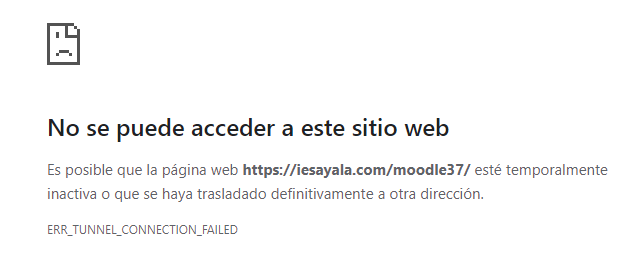 No se puede acceder a este sitio web
Es posible que la página web https://iesayala.com/moodle37/ esté temporalmente
inactiva o que se haya trasladado definitivamente a otra dirección.
ERR_TUNNEL_CONNECTION_FAILED